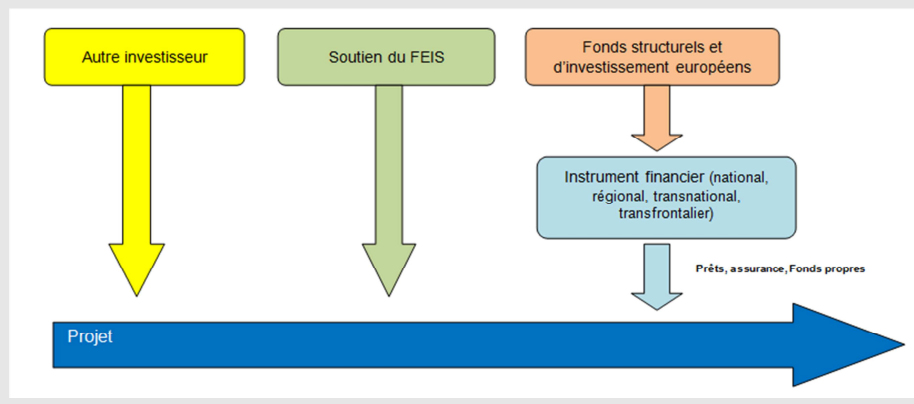 Autre investisseur
Soutien du FEIS
Fonds structurels et
d'investissement européens
Instrument financier (national,
régional, transnational,
transfrontalier)
Prêts, assurance, Fonds propres
Projet